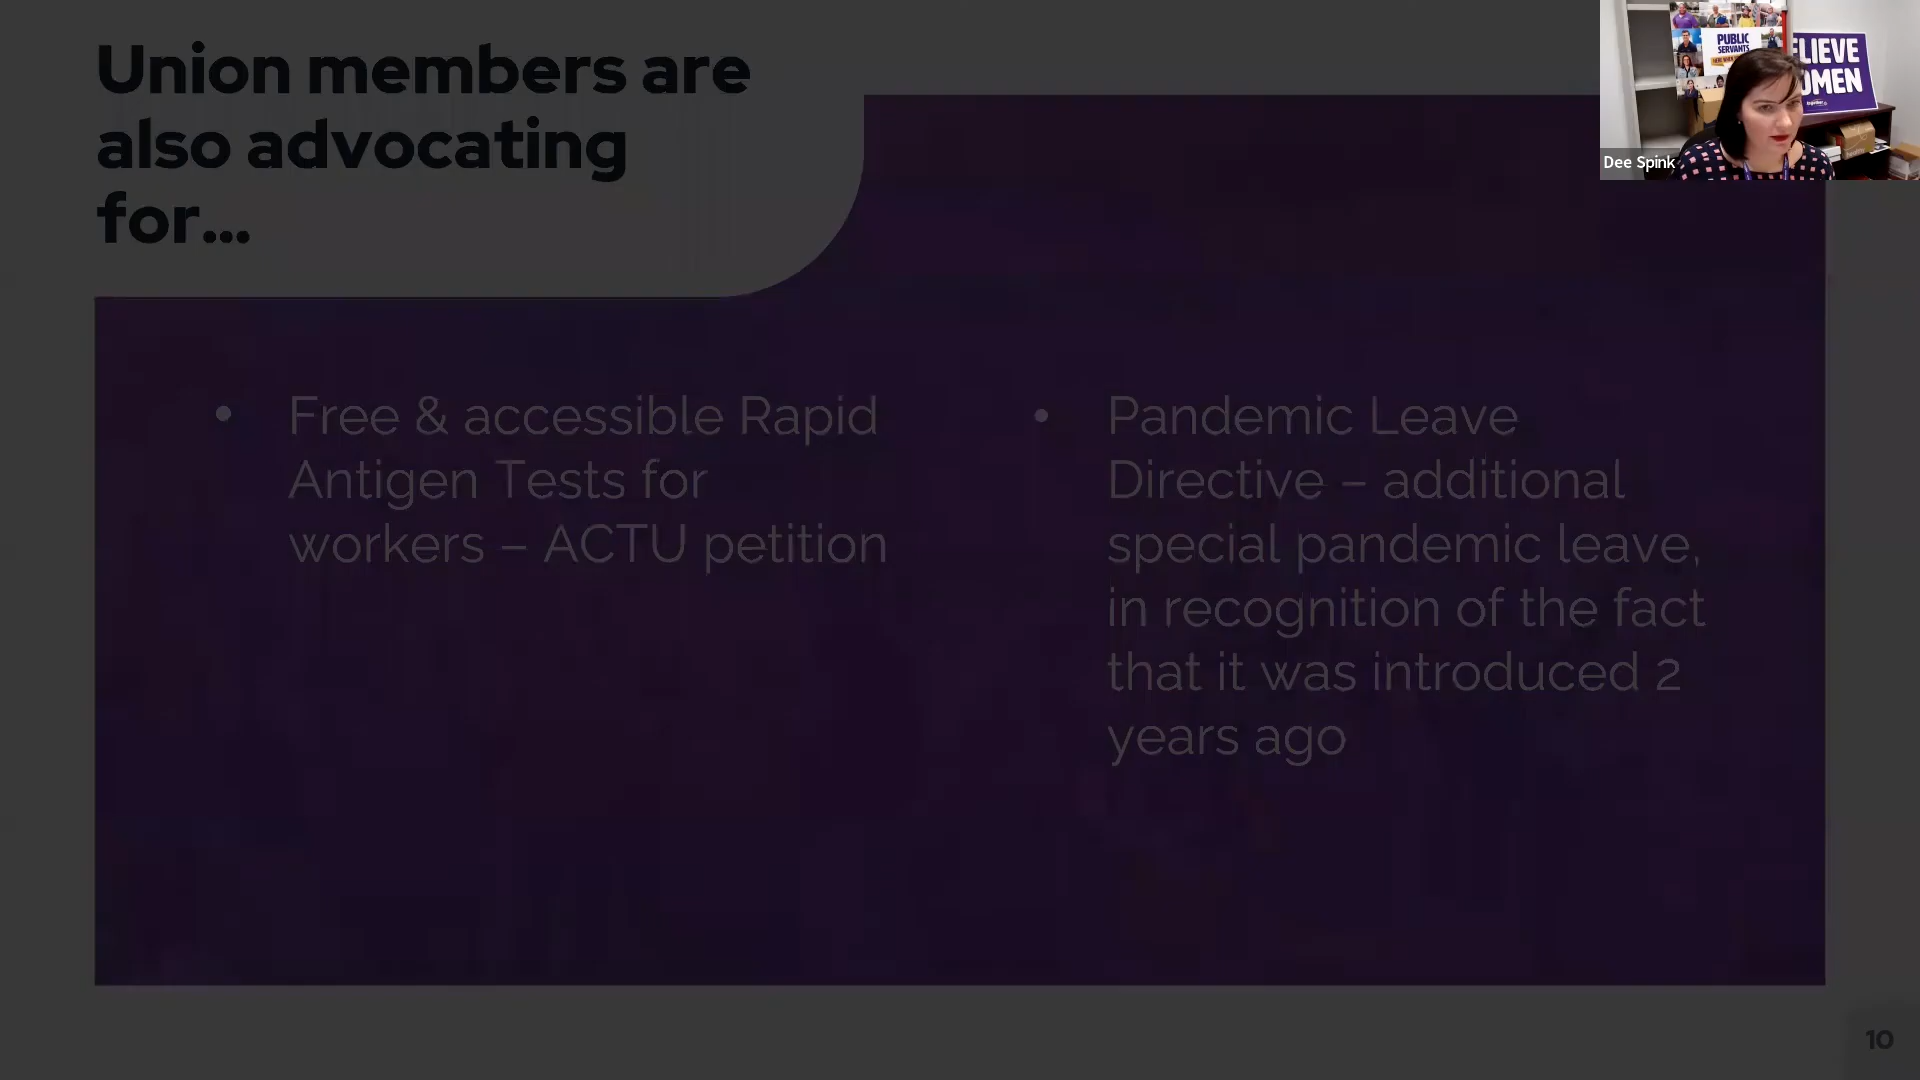 Union members are
also advocating
for...
PUBLIC
SERVANTS
LIEVE
OMEN
together
Dee Spink
• Free & accessible Rapid
Antigen Tests for
workers – ACTU petition
• Pandemic Leave
Directive – additional
special pandemic leave,
in recognition of the fact
that it was introduced 2
years ago
10